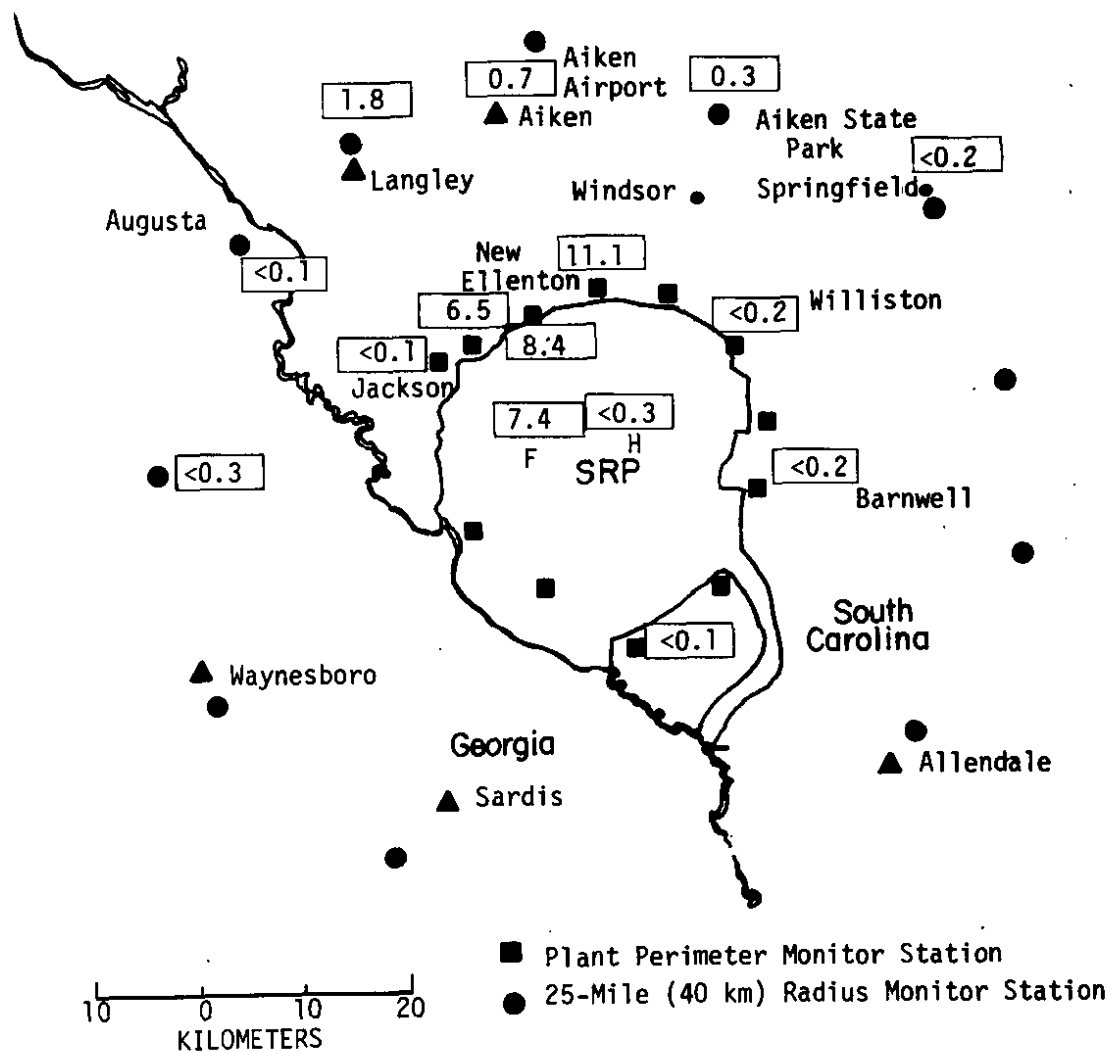 Aiken
Airport
0.7
0.3
1.8
Aiken
Aiken State
Park
<0.2
Langley
Windsor
Springfield
Augusta
<0.1
New
Ellenton
11.1
6.5
<0.2
Williston
8.4
<0.1
Jackson
7.4
<0.3
F
H
SRP
<0.3
<0.2
Barnwell
South
Carolina
<0.1
Waynesboro
Georgia
Allendale
Sardis
Plant Perimeter Monitor Station
25-Mile (40 km) Radius Monitor Station
10 0 10 20
KILOMETERS